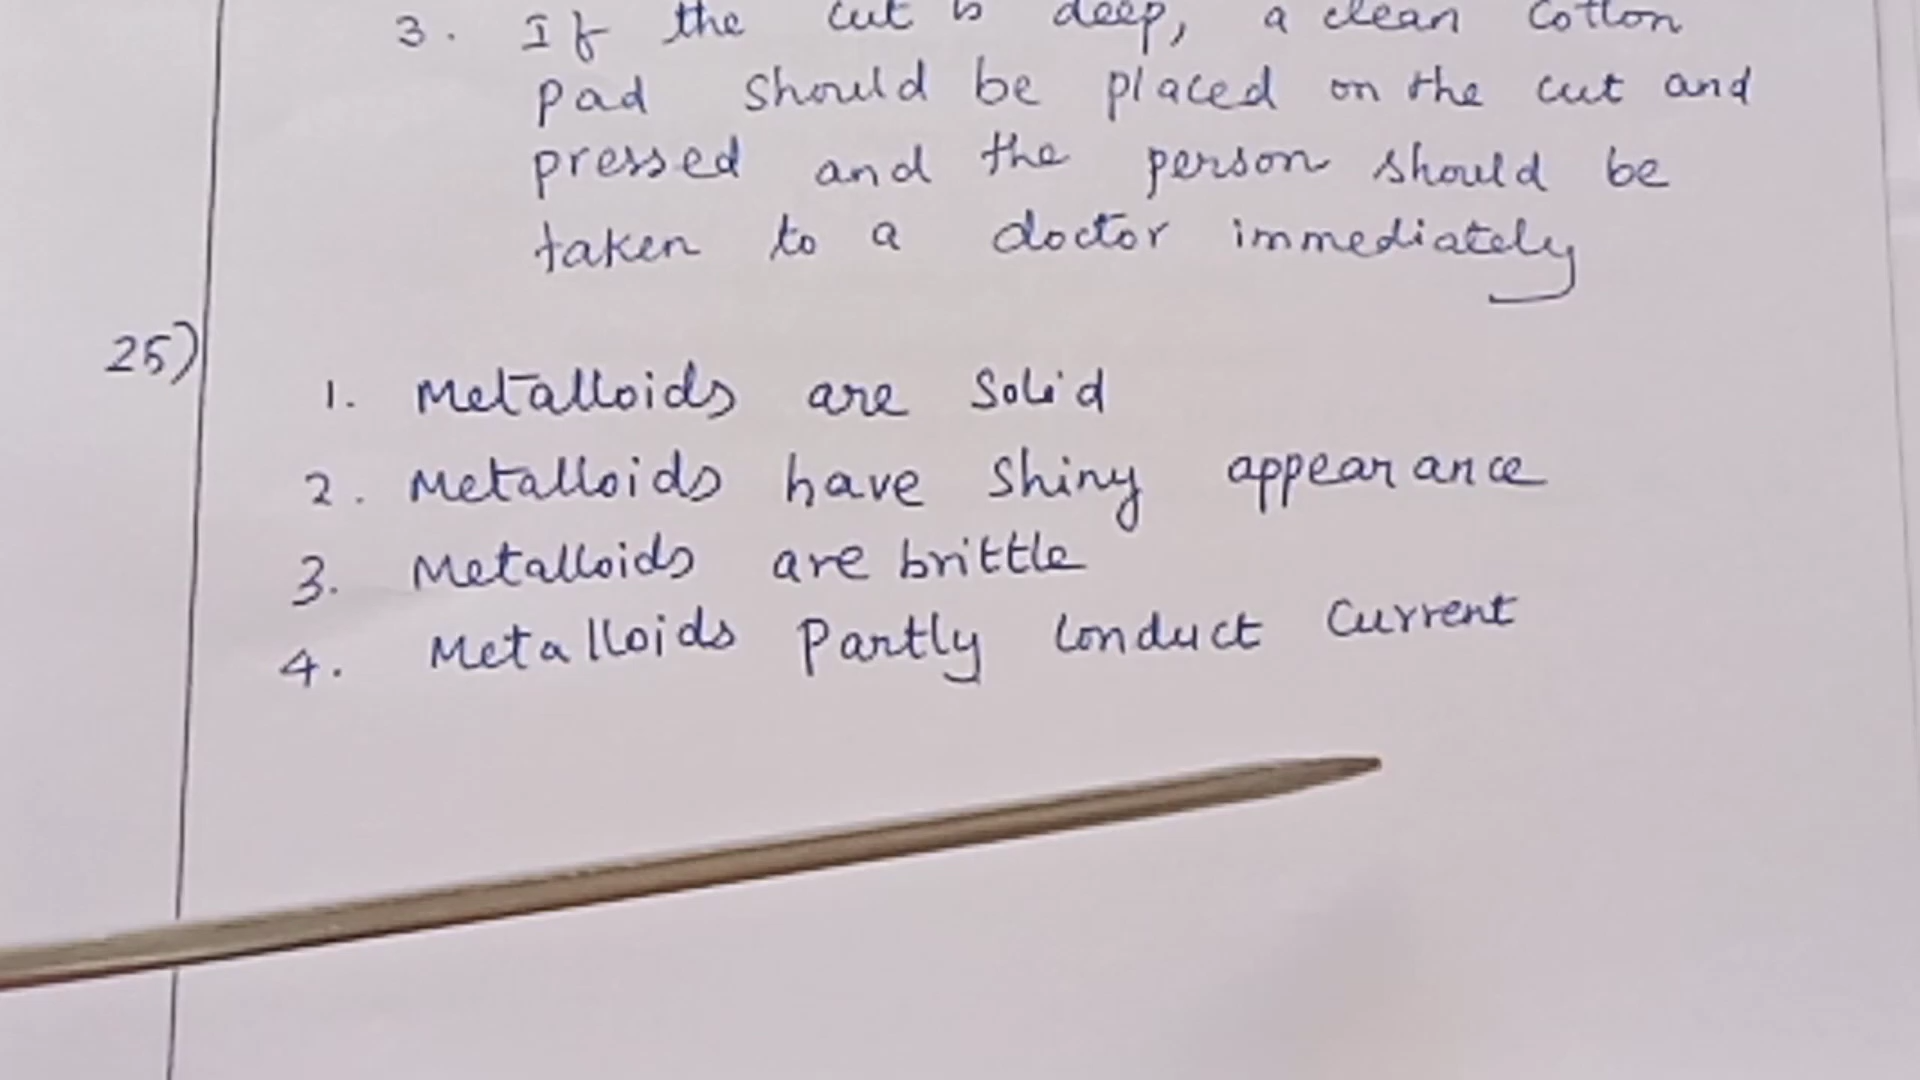 3. If the cut is deep, a clean cotton
pad should be placed on the cut and
pressed and the person should be
taken to a doctor immediately
25)
1. Metalloids are Solid
2. Metalloids have Shiny appearance
3. Metalloids are brittle
4. Metalloids Partly Conduct Current